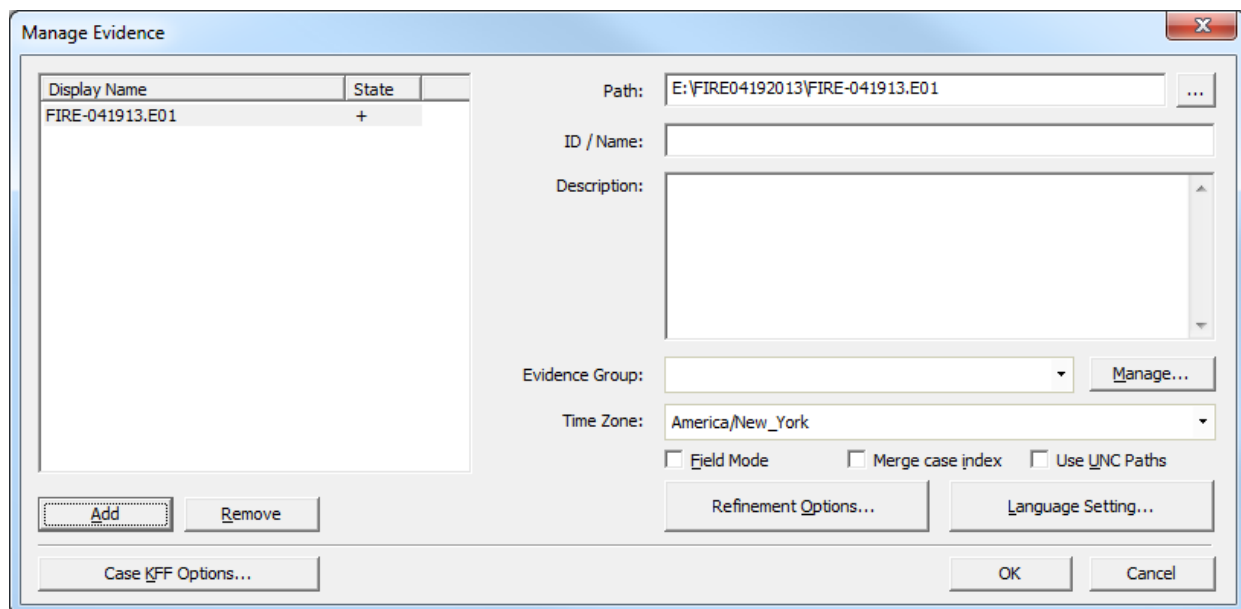 Manage Evidence
Display Name State
FIRE-041913.E01 +
Path: E:\FIRE04192013\FIRE-041913.E01 ...
ID / Name:
Description:
Evidence Group: Manage...
Time Zone: America/New_York
Field Mode Merge case index Use UNC Paths
Add Remove Refinement Options... Language Setting...
Case KFF Options... OK Cancel